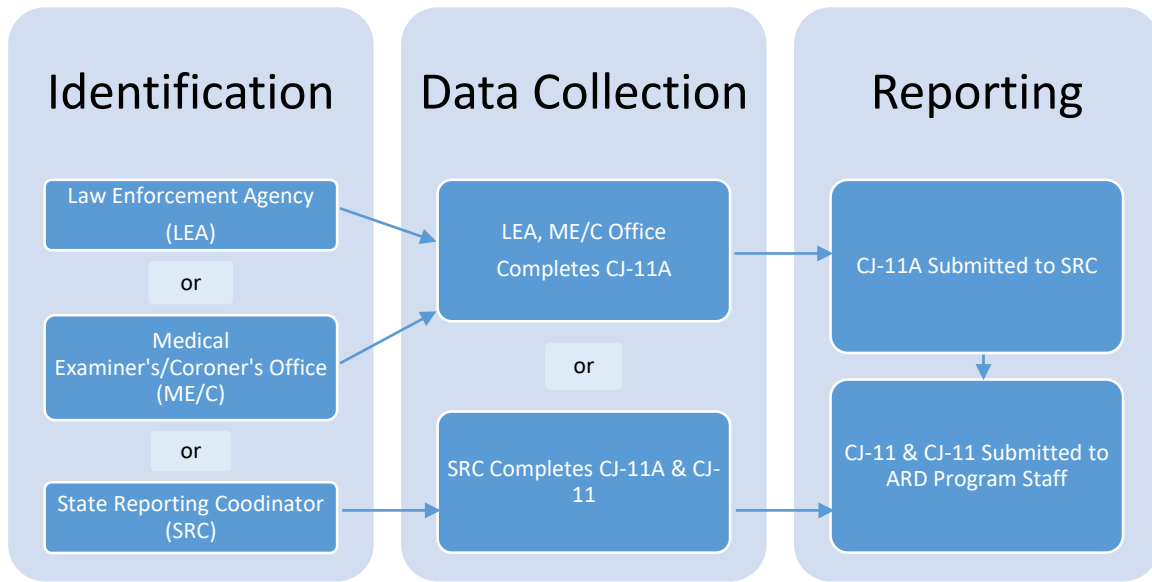 Identification
Law Enforcement Agency
(LEA)
or
Medical
Examiner's/Coroner's Office
(ME/C)
or
State Reporting Coodinator
(SRC)
Data Collection
LEA, ME/C Office
Completes CJ-11A
or
SRC Completes CJ-11A & CJ-
11
Reporting
CJ-11A Submitted to SRC
CJ-11 & CJ-11 Submitted to
ARD Program Staff